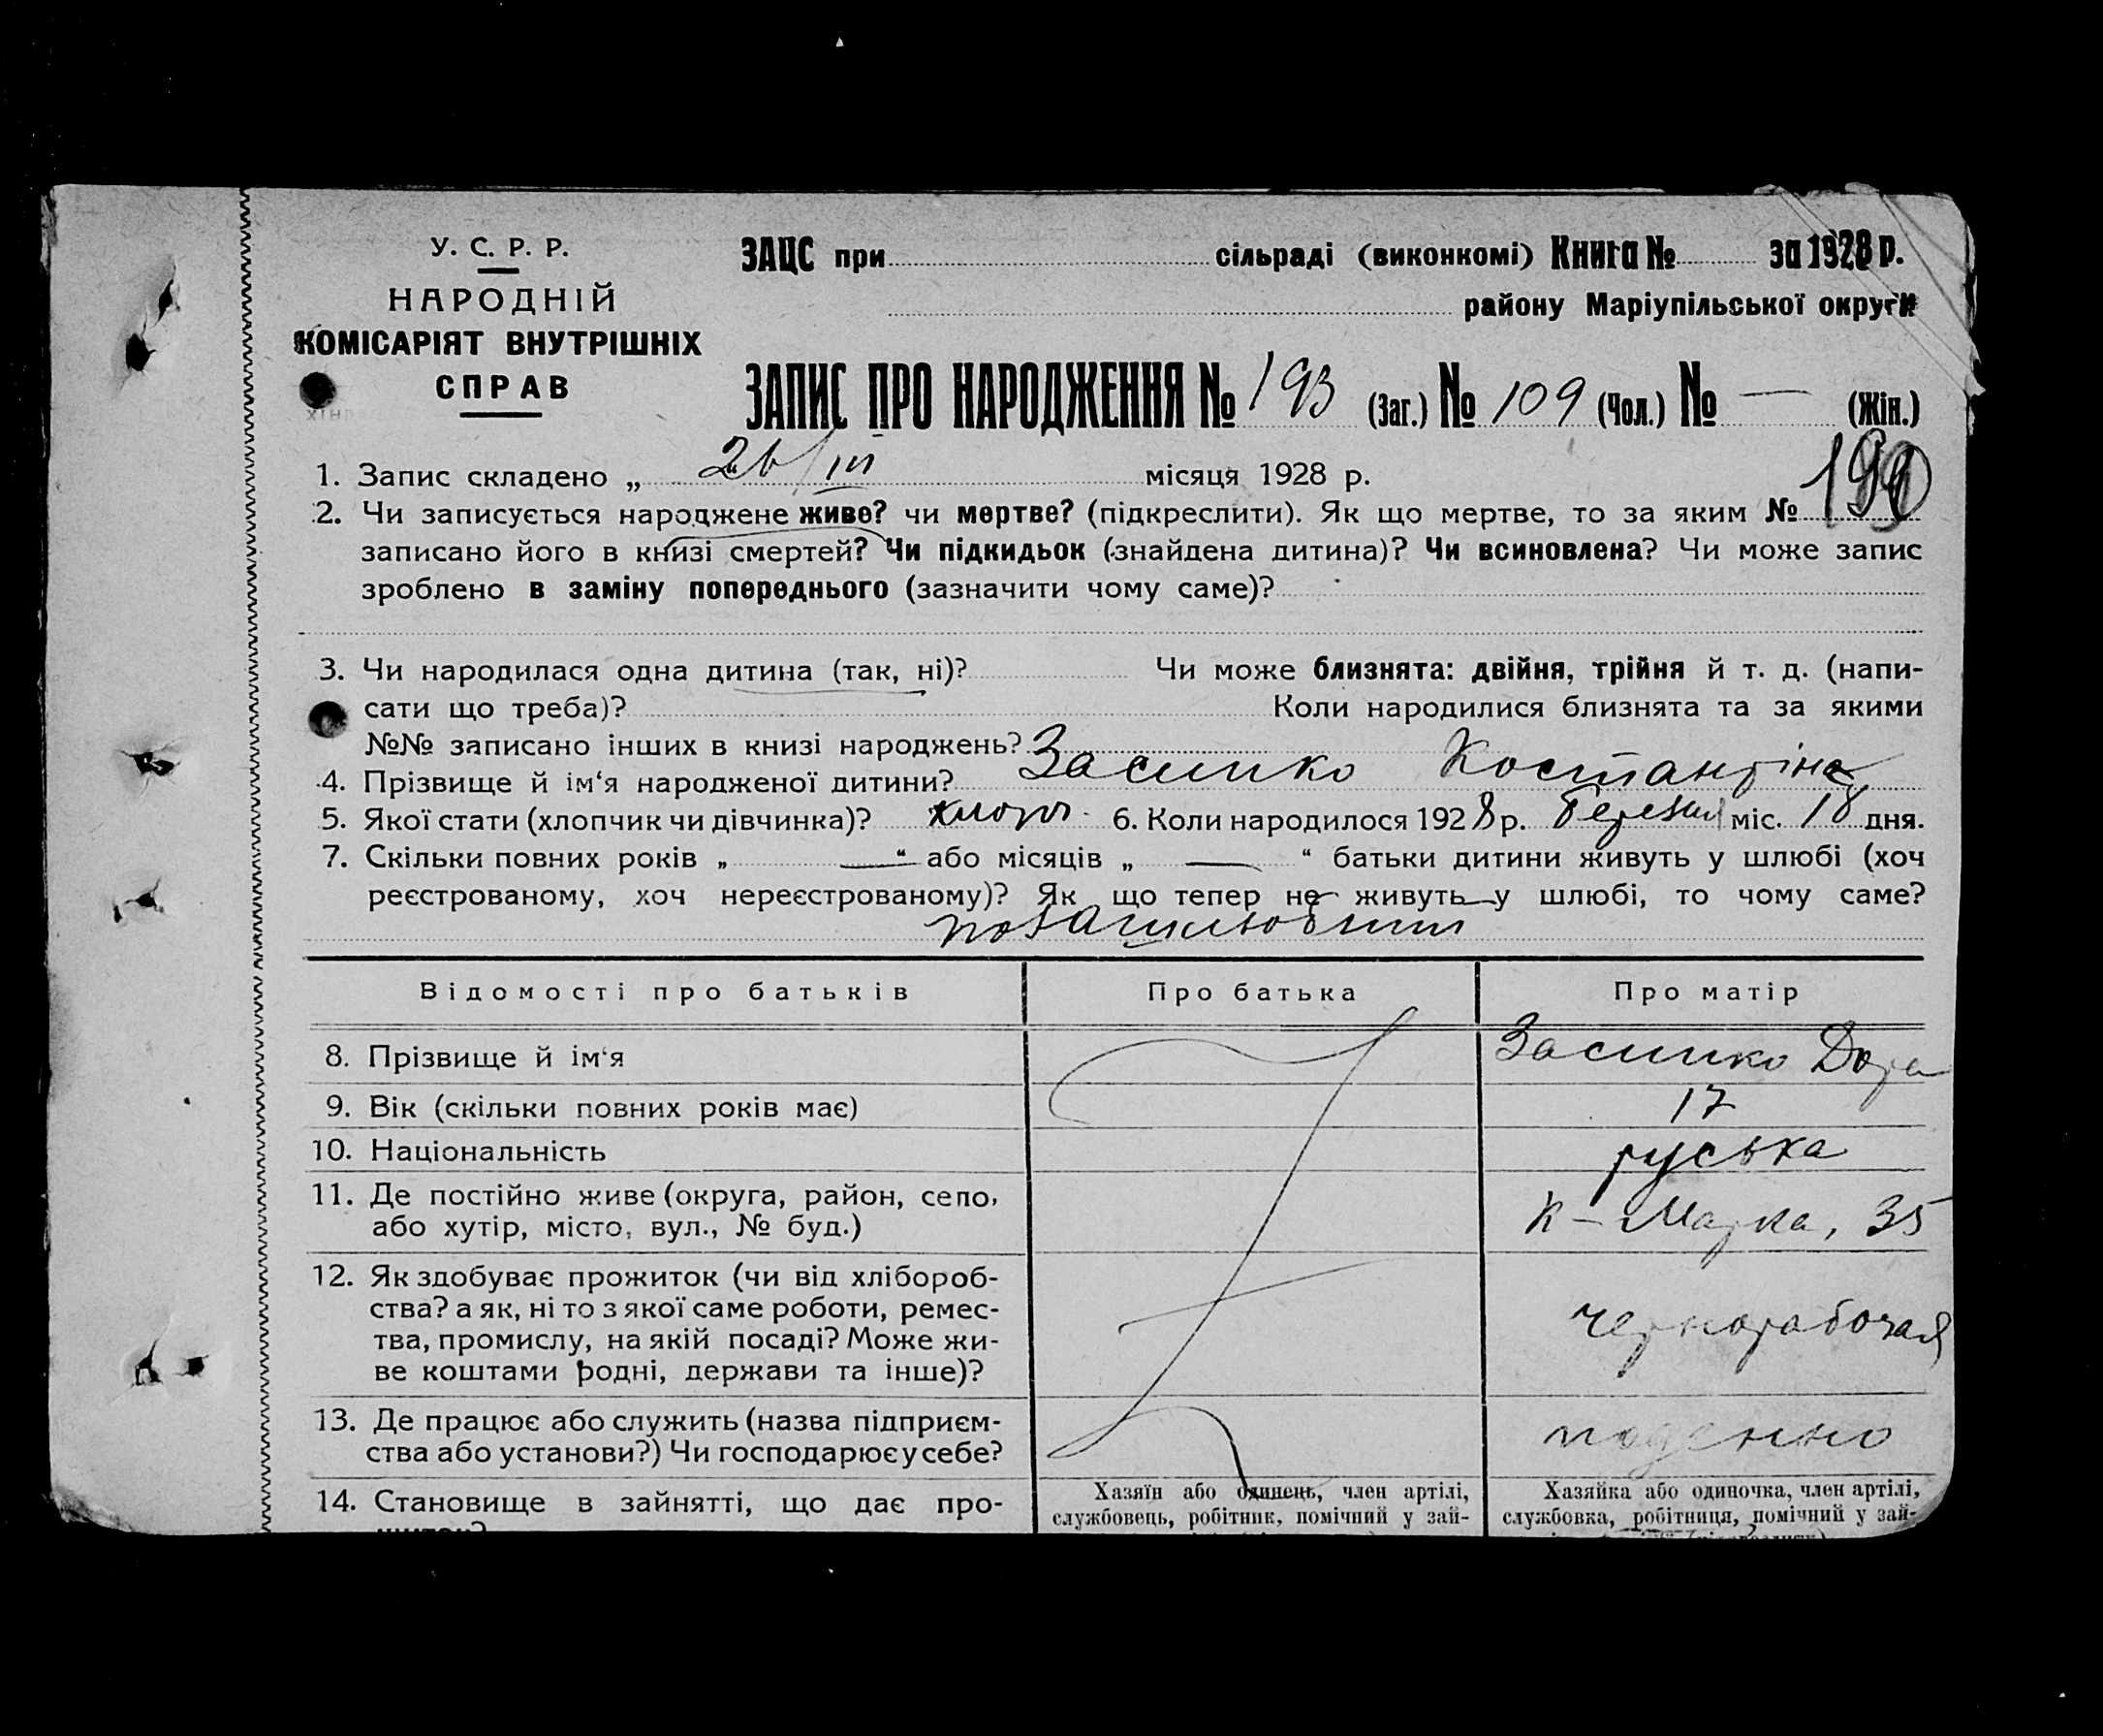 У. С. Р. Р.
НАРОДНІЙ
КОМІСАРІЯТ ВНУТРІШНІХ
СПРАВ
ЗАЦС при сільраді (виконкомі) Книга № за 1928 р.
району Маріупільської округи
ЗАПИС ПРО НАРОДЖЕННЯ № 193 (Заг.) № 109 (Чол.) № — (Жін.)
1. Запис складено „ 26/III місяця 1928 р.
2. Чи записується народжене живе? чи мертве? (підкреслити). Як що мертве, то за яким №
записано його в книзі смертей? Чи підкидьок (знайдена дитина)? Чи всиновлена? Чи може запис
зроблено в заміну попереднього (зазначити чому саме)?
3. Чи народилася одна дитина (так, ні)? Чи може близнята: двійня, трійня й т. д. (напи-
сати що треба)? Коли народилися близнята та за якими
№№ записано інших в книзі народжень?
4. Прізвище й ім‘я народженої дитини? Засипко
5. Якої стати (хлопчик чи дівчинка)? хлопч. 6. Коли народилося 1928 р. березня міс. 18 дня.
7. Скільки повних років „ — “ або місяців „ — “ батьки дитини живуть у шлюбі (хоч
реєстрованому, хоч нереєстрованому)? Як що тепер не живуть у шлюбі, то чому саме?
Відомості про батьків Про батька Про матір
8. Прізвище й ім‘я Засипко Дора
9. Вік (скільки повних років має) 17
10. Національність руська
11. Де постійно живе (округа, район, село,
або хутір, місто, вул., № буд.) К-Маркса, 35
12. Як здобуває прожиток (чи від хлібороб-
ства? а як, ні то з якої саме роботи, ремес-
тва, промислу, на якій посаді? Може жи-
ве коштами родні, держави та інше)? чернорабочая
13. Де працює або служить (назва підприєм-
ства або установи?) Чи господарює у себе? поденно
14. Становище в зайнятті, що дає про-
Хазяїн або одинець, член артілі,
службовець, робітник, помічний у зай-
Хазяйка або одиночка, член артілі,
службовка, робітниця, помічний у зай-